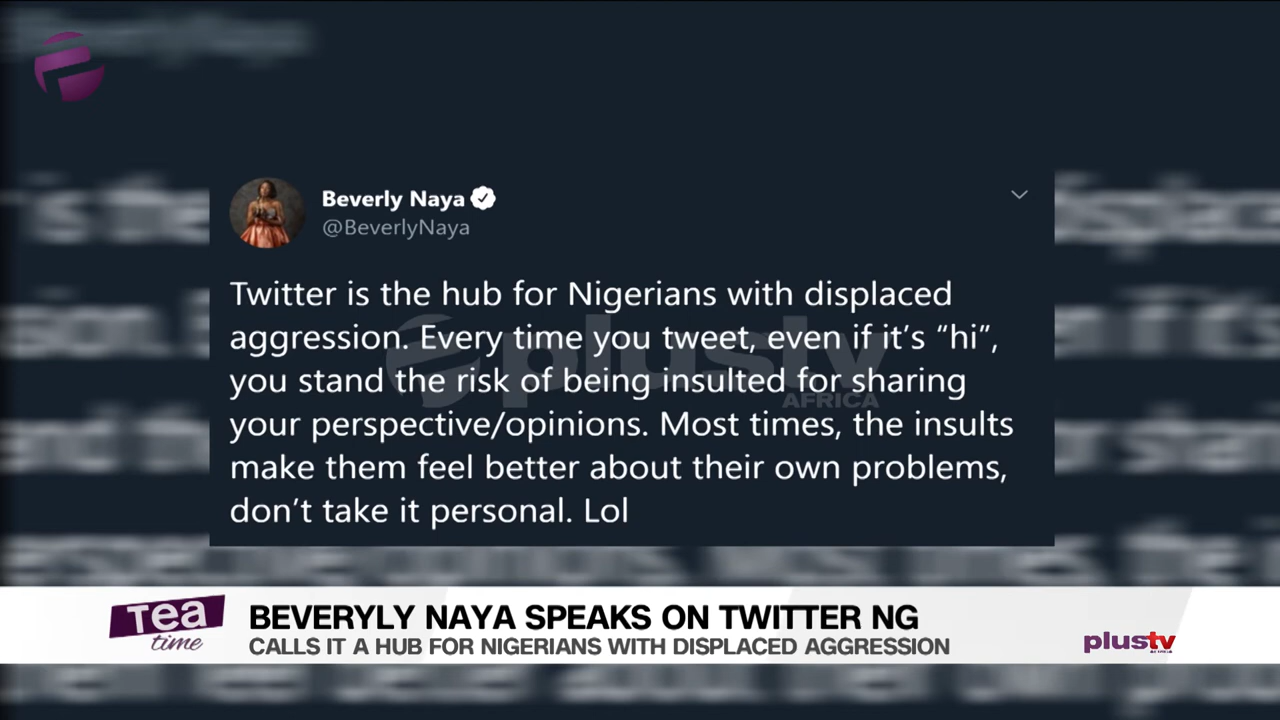 Beverly Naya
@BeverlyNaya
Twitter is the hub for Nigerians with displaced
aggression. Every time you tweet, even if it’s “hi”,
you stand the risk of being insulted for sharing
your perspective/opinions. Most times, the insults
make them feel better about their own problems,
don’t take it personal. Lol
plustv
AFRICA
Tea
time
BEVERYLY NAYA SPEAKS ON TWITTER NG
CALLS IT A HUB FOR NIGERIANS WITH DISPLACED AGGRESSION
plustv
AFRICA